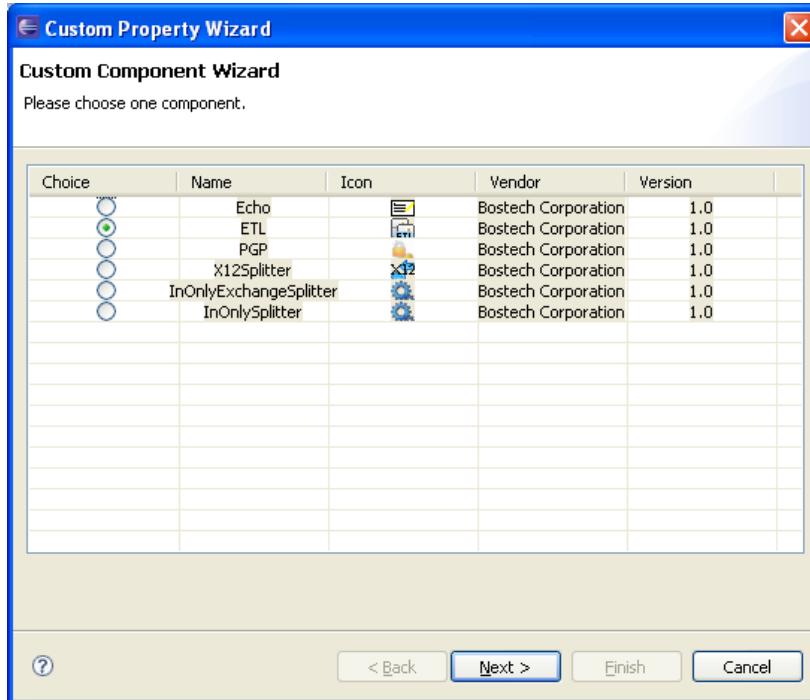 Custom Property Wizard
Custom Component Wizard
Please choose one component.
Choice Name Icon Vendor Version
Echo Bostech Corporation 1.0
ETL ETL Bostech Corporation 1.0
PGP Bostech Corporation 1.0
X12Splitter X12 Bostech Corporation 1.0
InOnlyExchangeSplitter Bostech Corporation 1.0
InOnlySplitter Bostech Corporation 1.0
? < Back Next > Finish Cancel